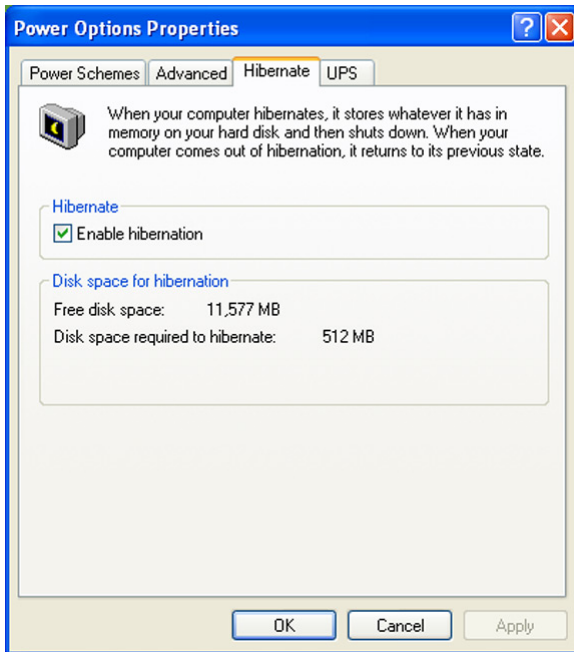 Power Options Properties
?
X
Power Schemes Advanced Hibernate UPS
When your computer hibernates, it stores whatever it has in
memory on your hard disk and then shuts down. When your
computer comes out of hibernation, it returns to its previous state.
Hibernate
Enable hibernation
Disk space for hibernation
Free disk space: 11,577 MB
Disk space required to hibernate: 512 MB
OK Cancel Apply